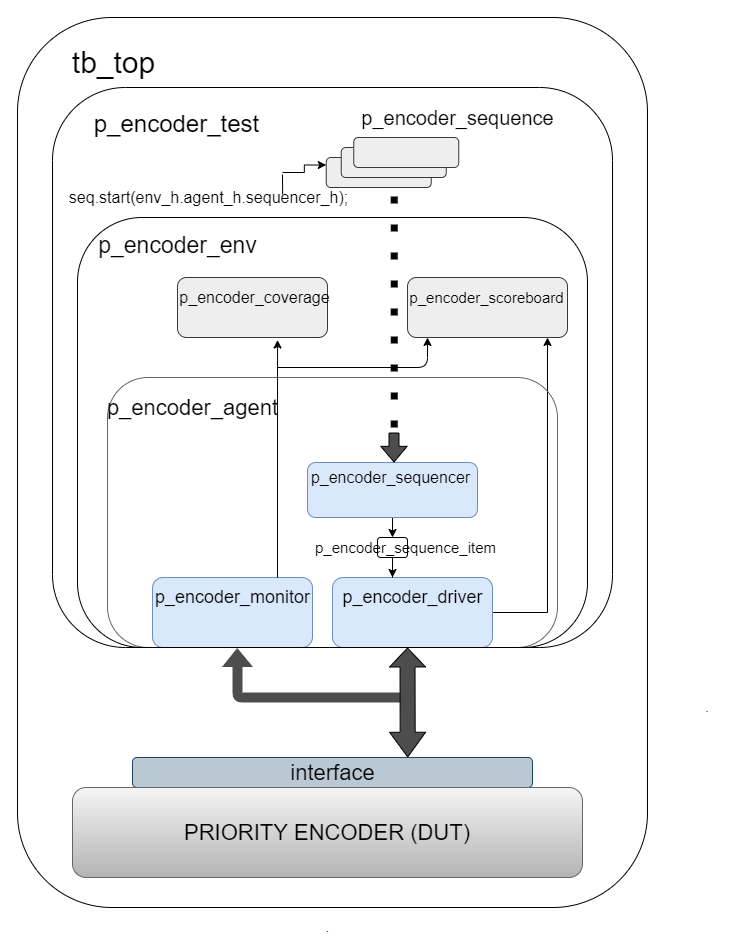 tb_top
p_encoder_test
p_encoder_sequence
seq.start(env_h.agent_h.sequencer_h);
p_encoder_env
p_encoder_coverage
p_encoder_scoreboard
p_encoder_agent
p_encoder_sequencer
p_encoder_sequence_item
p_encoder_monitor
p_encoder_driver
interface
PRIORITY ENCODER (DUT)